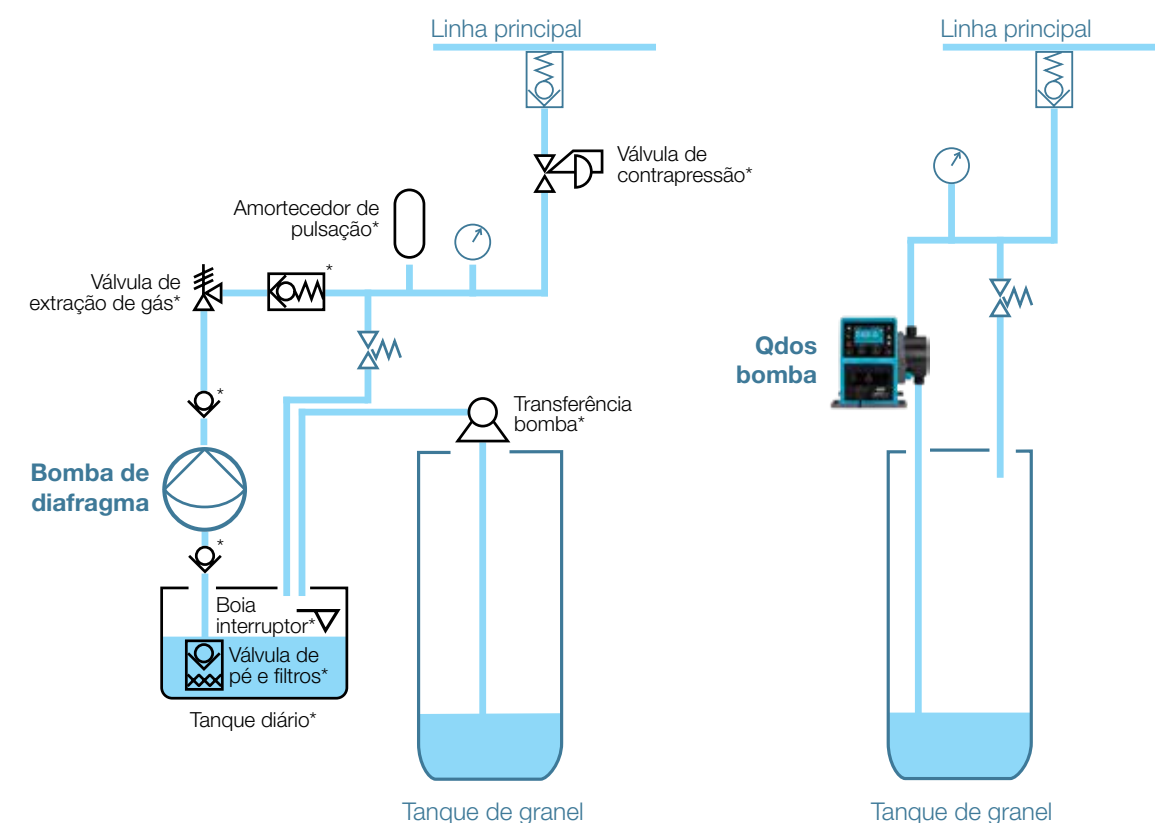 Linha principal
Linha principal
Válvula de
contrapressão*
Amortecedor de
pulsação*
*
Válvula de
extração de gás*
Qdos
bomba
*
Transferência
bomba*
Bomba de
diafragma
*
Boia
interruptor*
Válvula de
pé e filtros*
Tanque diário*
Tanque de granel
Tanque de granel